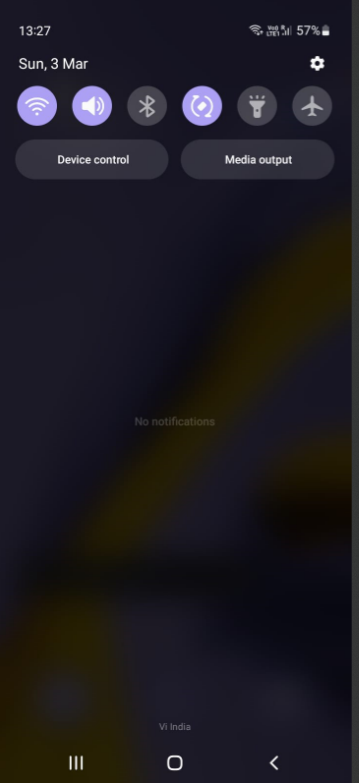 13:27 57%
Sun, 3 Mar
Device control Media output
No notifications
Vi India